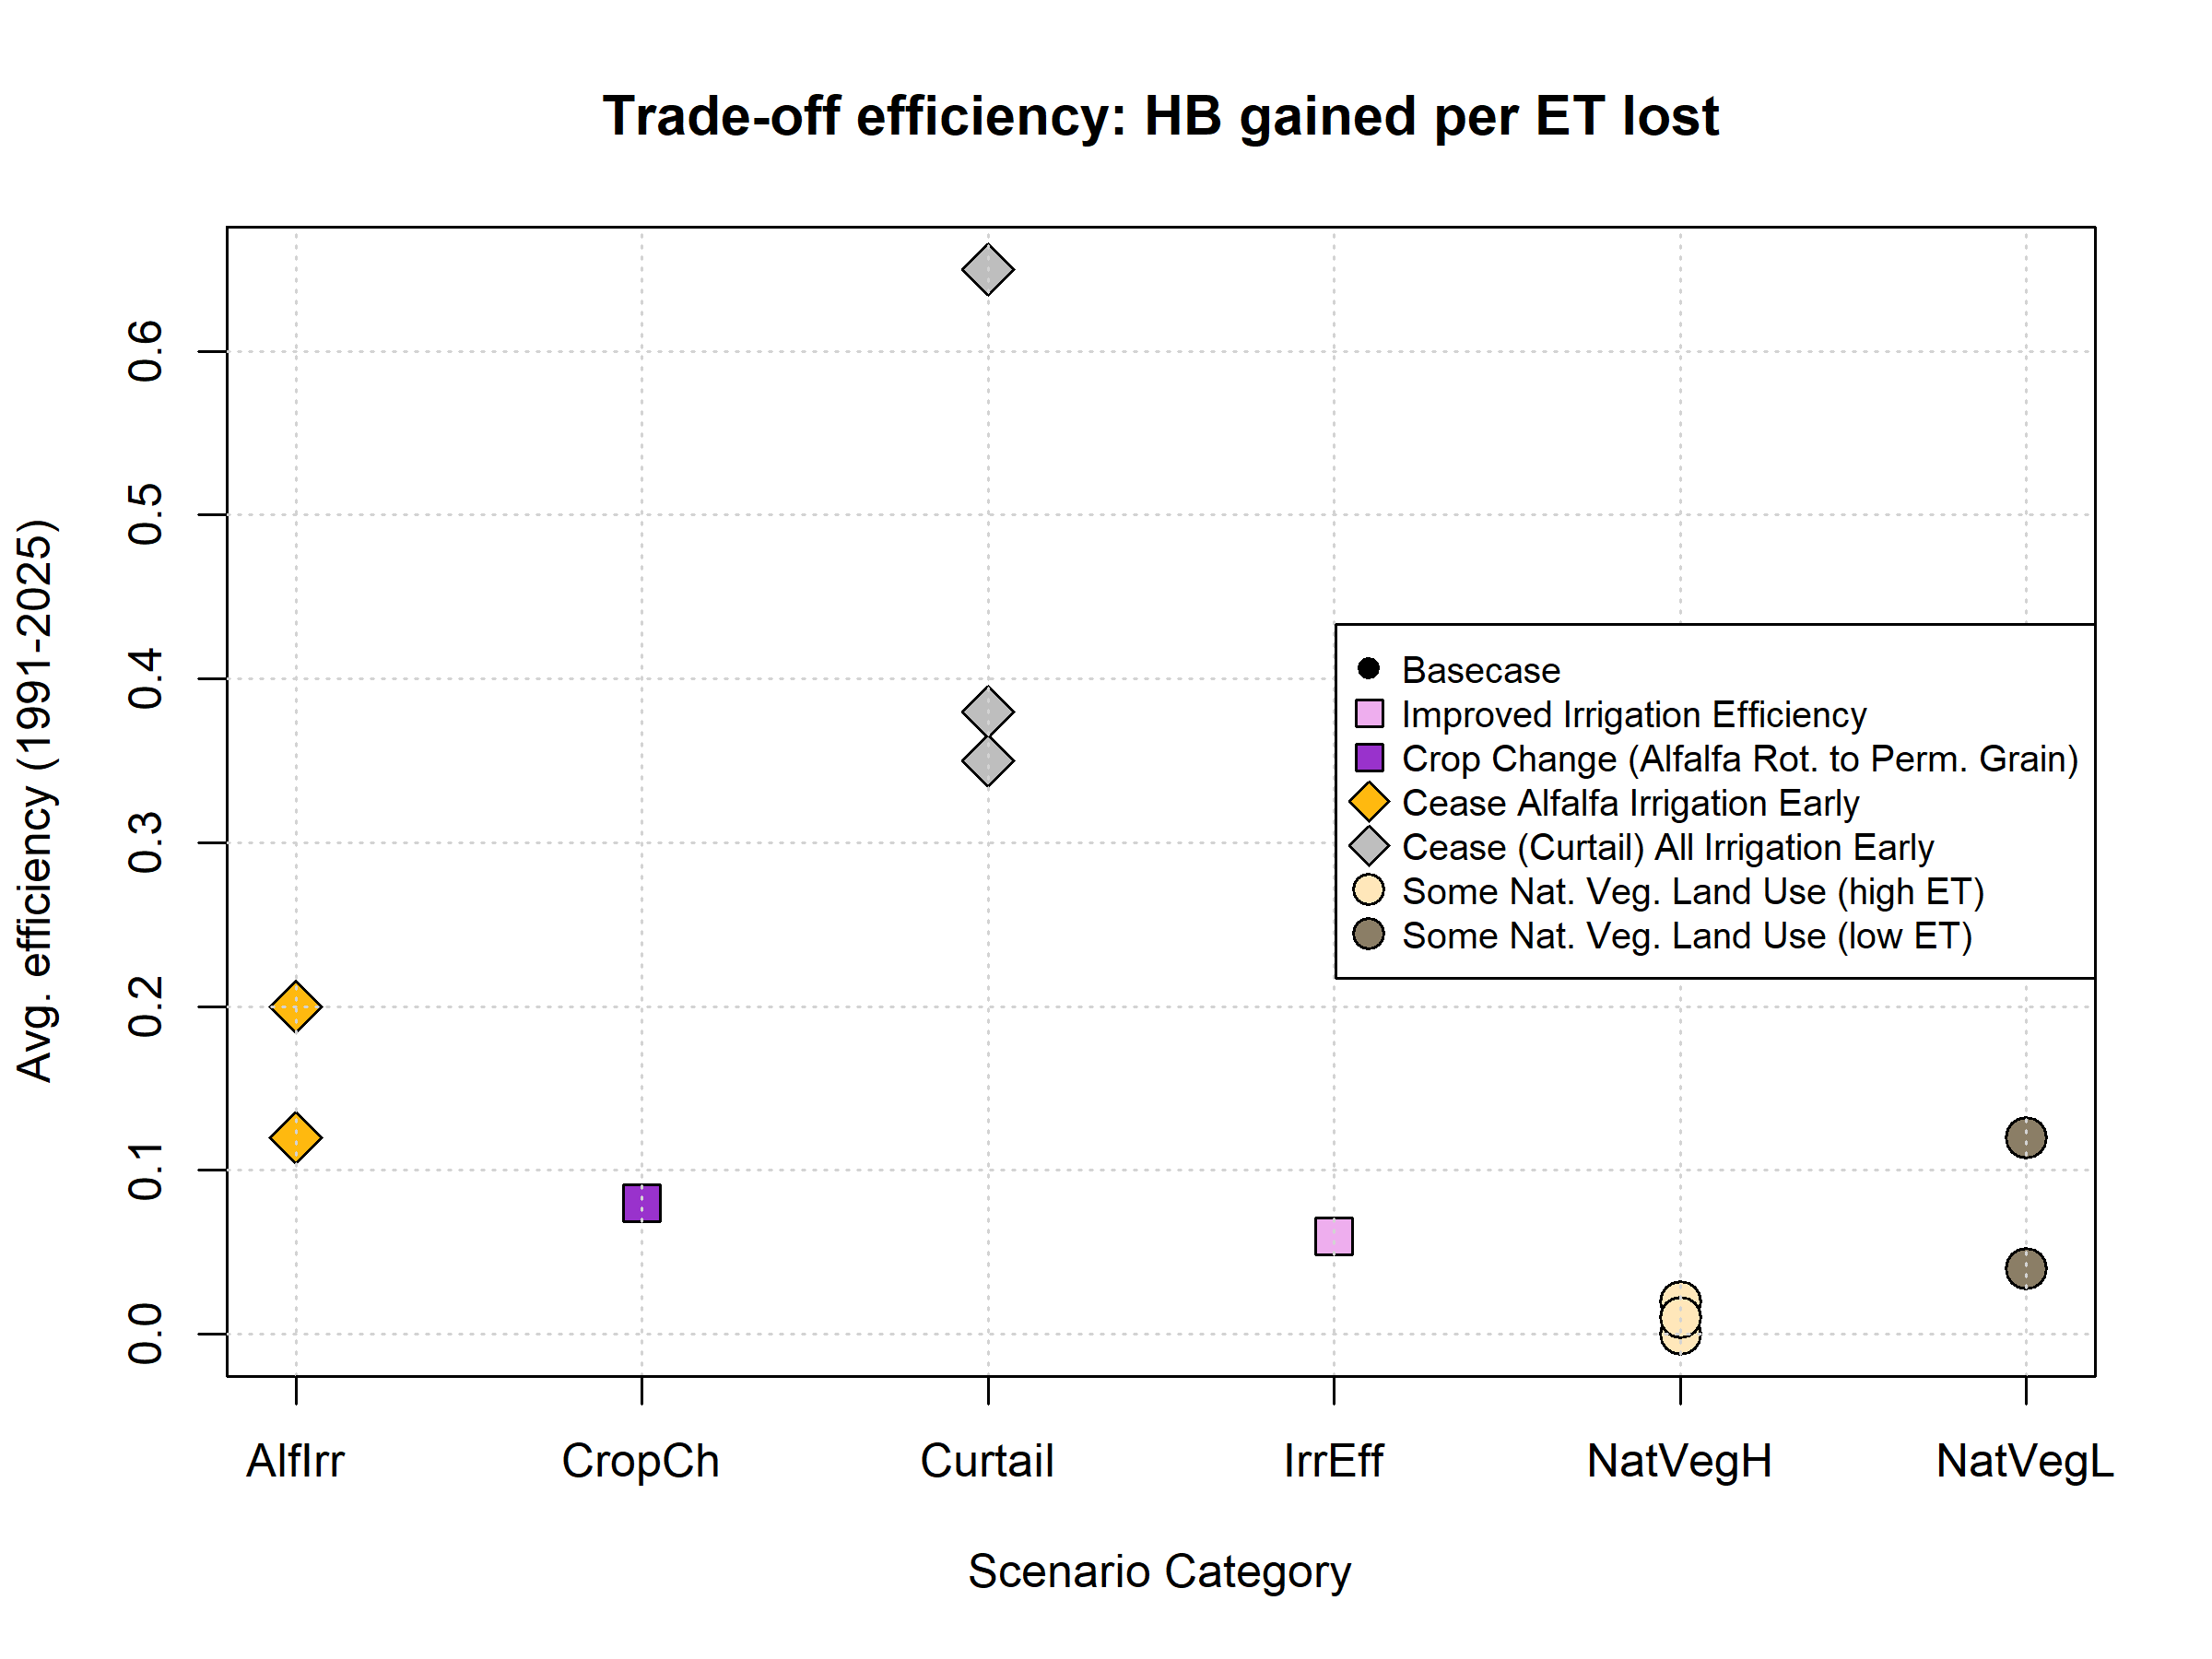 Trade-off efficiency: HB gained per ET lost
Avg. efficiency (1991-2025)
0.6
0.5
0.4
0.3
0.2
0.1
0.0
Basecase
Improved Irrigation Efficiency
Crop Change (Alfalfa Rot. to Perm. Grain)
Cease Alfalfa Irrigation Early
Cease (Curtail) All Irrigation Early
Some Nat. Veg. Land Use (high ET)
Some Nat. Veg. Land Use (low ET)
AlfIrr CropCh Curtail IrrEff NatVegH NatVegL
Scenario Category